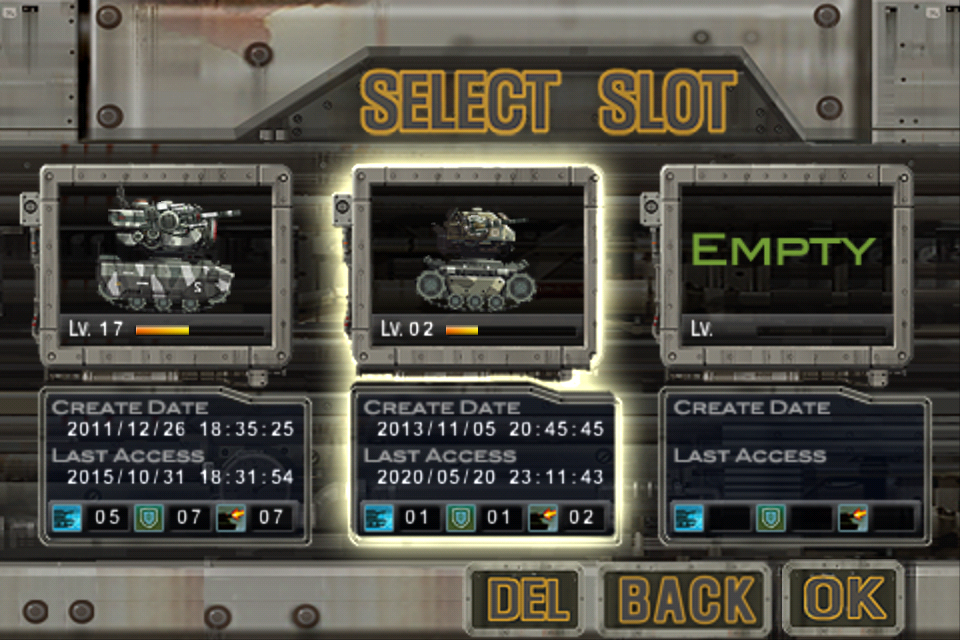 SELECT SLOT
Lv. 17
CREATE DATE
2011/12/26 18:35:25
LAST ACCESS
2015/10/31 18:31:54
05 07 07
Lv. 02
CREATE DATE
2013/11/05 20:45:45
LAST ACCESS
2020/05/20 23:11:43
01 01 02
EMPTY
Lv.
CREATE DATE
LAST ACCESS
DEL BACK OK